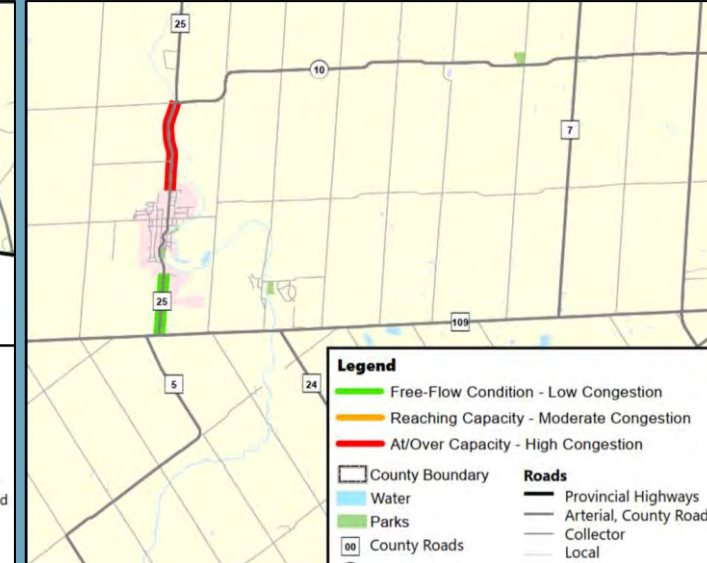 25
10
7
25
109
5
24
Legend
Free-Flow Condition - Low Congestion
Reaching Capacity - Moderate Congestion
At/Over Capacity - High Congestion
County Boundary
Water
Parks
00 County Roads
Roads
Provincial Highways
Arterial, County Road
Collector
Local